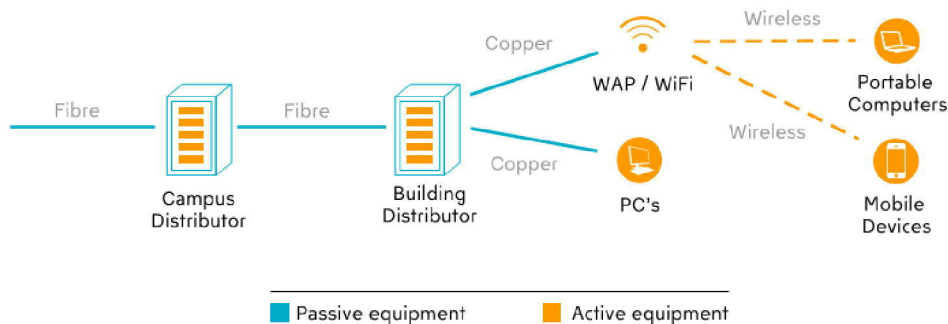 Wireless
Copper
Portable
Computers
WAP / WiFi
Fibre
Fibre
Wireless
Copper
Campus
Distributor
Building
Distributor
PC's
Mobile
Devices
Passive equipment
Active equipment